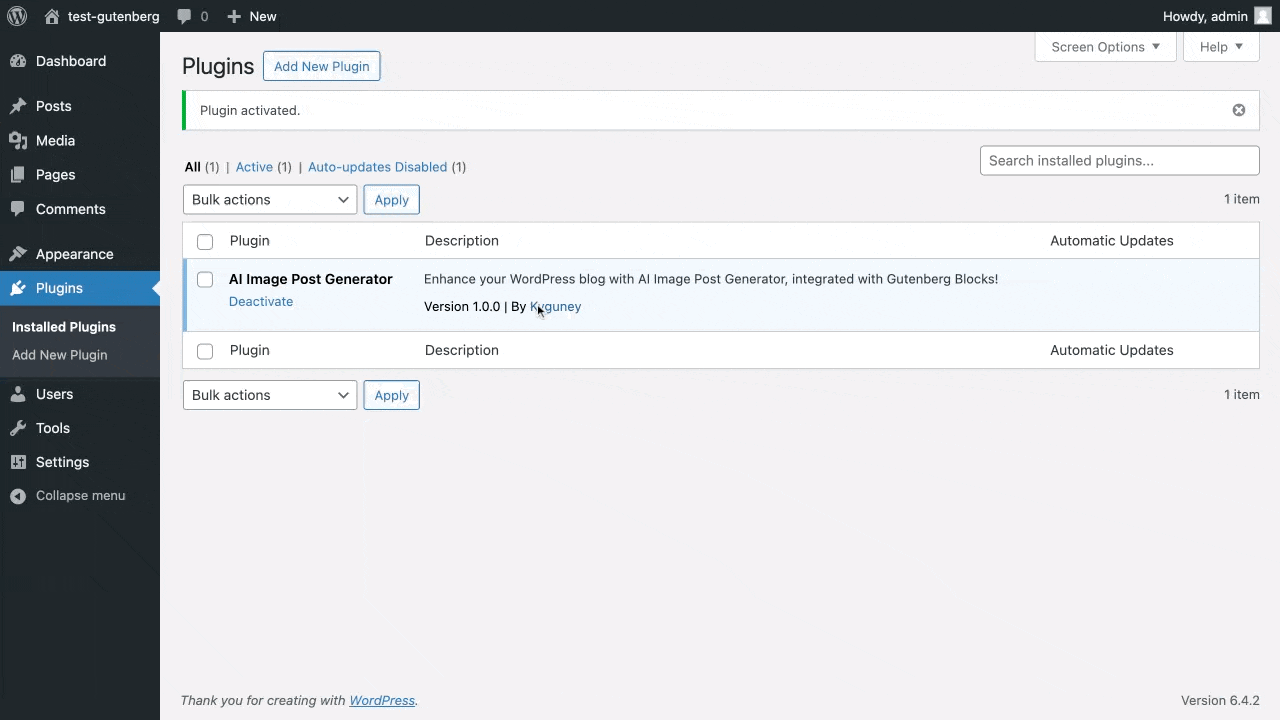 test-gutenberg 0 New Howdy, admin
Dashboard
Posts
Media
Pages
Comments
Appearance
Plugins
Installed Plugins
Add New Plugin
Users
Tools
Settings
Collapse menu
Screen Options Help
Plugins Add New Plugin
Plugin activated.
All (1) | Active (1) | Auto-updates Disabled (1)
Search installed plugins...
Bulk actions Apply 1 item
Plugin Description Automatic Updates
AI Image Post Generator Enhance your WordPress blog with AI Image Post Generator, integrated with Gutenberg Blocks!
Deactivate Version 1.0.0 | By
Plugin Description Automatic Updates
Bulk actions Apply 1 item
Thank you for creating with WordPress. Version 6.4.2